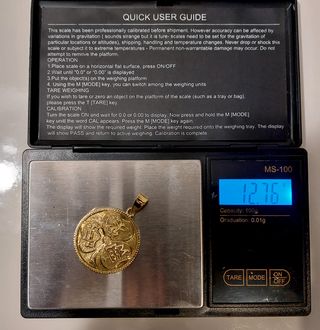 QUICK USER GUIDE
This scale has been professionally calibrated before shipment. However accuracy can be affected by
variations in gravitation ( sounds strange but it is ture- scales need to be set for the gravitation of
particular locations or altitudes), shipping, handling and temperature changes. Never drop or shock this
scale or subject it to extreme temperatures - Permanent non-warrantable damage may occur. Do not
attempt to remove the platform.
OPERATION
1.Place scale on horizontal flat surface, press ON/OFF
2.Wait until "0.0" or "0.00" is displayed
3.Put the object(s) on the weighing platform
4. Using the M [MODE] key, you can switch among the weighing units
TARE WEIGHING
If you wish to tare or zero an object on the platform of the scale (such as a tray or bag),
please press the T [TARE] key
CALIBRATION
Turn the scale ON and wait for 0.0 or 0.00 to display. Now press and hold the M [MODE]
key until the word CAL appears. Press the M [MODE] key again.
The display will show the required weight. Place the weight required onto the weighing tray. The display
will show PASS and return to active weighing. Calibration is complete.
MS-100
12.76
Capacity: 100g
Graduation: 0.01g
TARE
MODE
ON
OFF